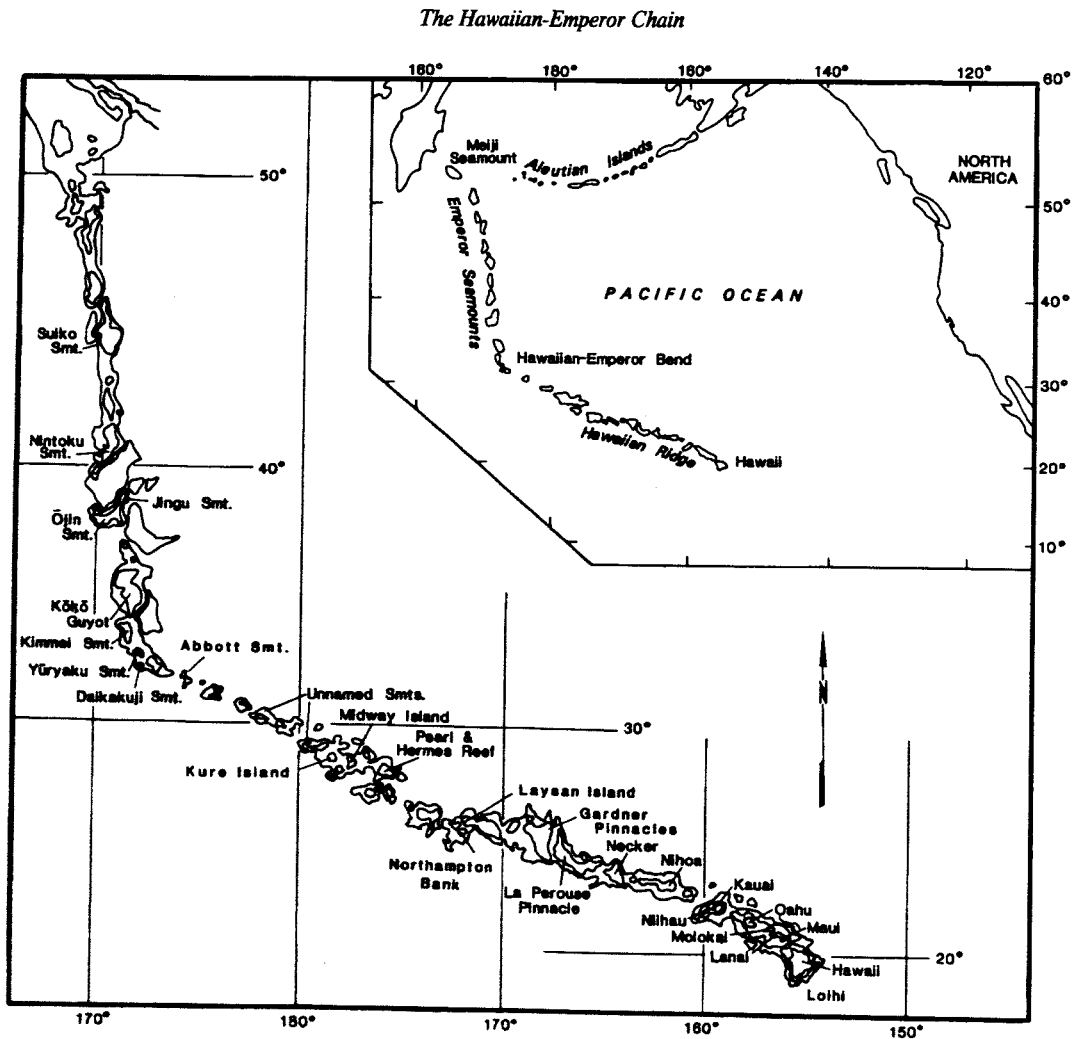 The Hawaiian-Emperor Chain
160°
180°
160°
140°
120°
60°
Meiji
Seamount
Aleutian Islands
NORTH
AMERICA
50°
50°
Emperor Seamounts
PACIFIC OCEAN
40°
Suiko
Smt.
Hawaiian-Emperor Bend
30°
Nintoku
Smt.
Hawaiian Ridge
Hawaii
20°
40°
Jingu Smt.
Ōjin
Smt.
10°
Kōkō
Guyot
Kimmei Smt.
Abbott Smt.
Yūryaku Smt.
Daikakuji Smt.
N
Unnamed Smts.
Midway Island
30°
Pearl &
Hermes Reef
Kure Island
Laysan Island
Gardner
Pinnacles
Necker
Nihoa
Northampton
Bank
La Perouse
Pinnacle
Kauai
Niihau
Oahu
Molokai
Maui
Lanai
20°
Hawaii
Loihi
170°
180°
170°
160°
150°